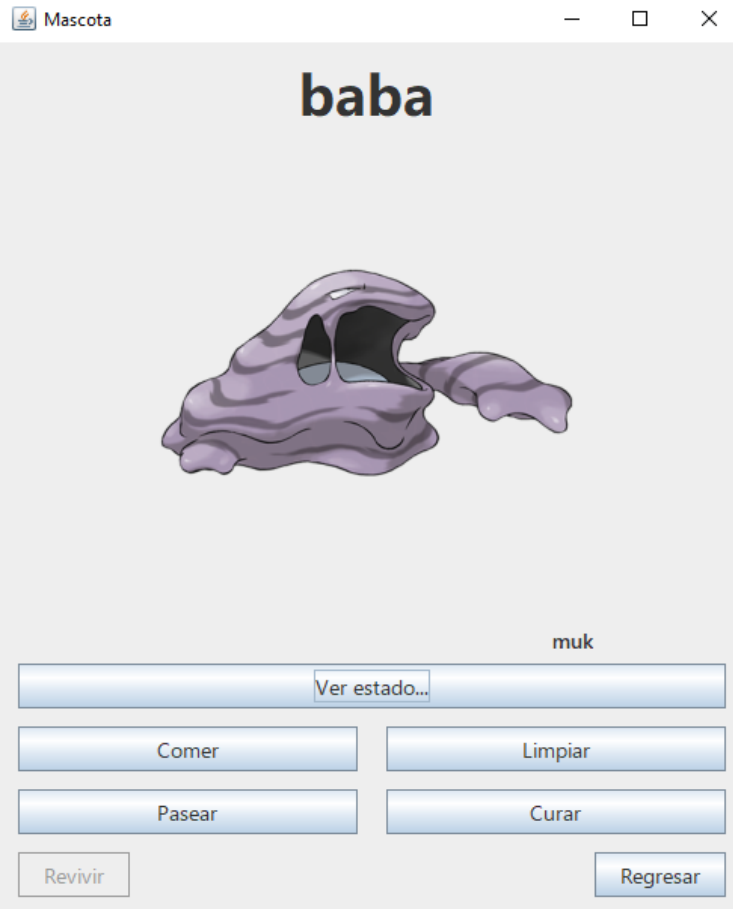 Mascota
baba
muk
Ver estado...
Comer
Limpiar
Pasear
Curar
Revivir
Regresar